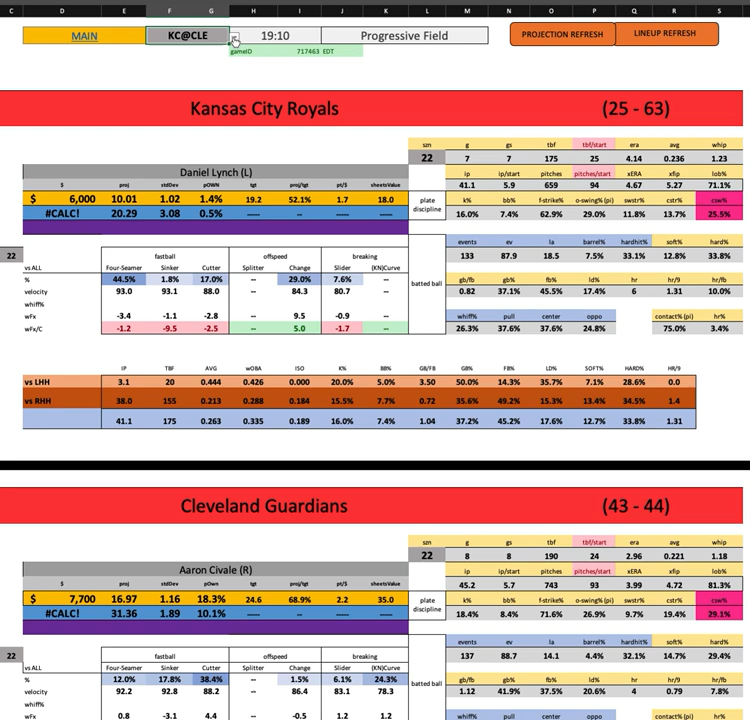 C D E F G H I J K L M N O P Q R S
MAIN KC@CLE 19:10 Progressive Field PROJECTION REFRESH LINEUP REFRESH
gameID 717463 EDT
Kansas City Royals (25 - 63)
szn g gs tbf tbf/start era avg whip
22 7 7 175 25 4.14 0.236 1.23
Daniel Lynch (L) ip ip/start pitches pitches/start xERA xfip lob%
$ proj stdDev pOWN tgt proj/tgt pt/$ sheetsValue 41.1 5.9 659 94 4.67 5.27 71.1%
$ 6,000 10.01 1.02 1.4% 19.2 52.1% 1.7 18.0 plate discipline k% bb% f-strike% o-swing% (pi) swstr% cstr% csw%
#CALC! 20.29 3.08 0.5% ---- -- ---- ---- 16.0% 7.4% 62.9% 29.0% 11.8% 13.7% 25.5%
events ev la barrel% hardhit% soft% hard%
22 fastball offspeed breaking batted ball 133 87.9 18.5 7.5% 33.1% 12.8% 33.8%
vs ALL Four-Seamer Sinker Cutter Splitter Change Slider (KN)Curve
% 44.5% 1.8% 17.0% -- 29.0% 7.6% -- gb/fb gb% fb% ld% hr hr/9 hr/fb
velocity 93.0 93.1 88.0 -- 84.3 80.7 -- 0.82 37.1% 45.5% 17.4% 6 1.31 10.0%
whiff%
wFx -3.4 -1.1 -2.8 -- 9.5 -0.9 -- whiff% pull center oppo contact% (pi) hr%
wFx/C -1.2 -9.5 -2.5 -- 5.0 -1.7 -- 26.3% 37.6% 37.6% 24.8% 75.0% 3.4%
IP TBF AVG wOBA ISO K% BB% GB/FB GB% FB% LD% SOFT% HARD% HR/9
vs LHH 3.1 20 0.444 0.426 0.000 20.0% 5.0% 3.50 50.0% 14.3% 35.7% 7.1% 28.6% 0.0
vs RHH 38.0 155 0.213 0.288 0.184 15.5% 7.7% 0.72 35.6% 49.2% 15.3% 13.4% 34.5% 1.4
41.1 175 0.263 0.335 0.189 16.0% 7.4% 1.04 37.2% 45.2% 17.6% 12.7% 33.8% 1.31
Cleveland Guardians (43 - 44)
szn g gs tbf tbf/start era avg whip
22 8 8 190 24 2.96 0.221 1.18
Aaron Civale (R) ip ip/start pitches pitches/start xERA xfip lob%
$ proj stdDev pOwn tgt proj/tgt pt/$ sheetsValue 45.2 5.7 743 93 3.99 4.72 81.3%
$ 7,700 16.97 1.16 18.3% 24.6 68.9% 2.2 35.0 plate discipline k% bb% f-strike% o-swing% (pi) swstr% cstr% csw%
#CALC! 31.36 1.89 10.1% ---- -- ---- ---- 18.4% 8.4% 71.6% 26.9% 9.7% 19.4% 29.1%
events ev la barrel% hardhit% soft% hard%
22 fastball offspeed breaking batted ball 137 88.7 14.1 4.4% 32.1% 14.7% 29.4%
vs ALL Four-Seamer Sinker Cutter Splitter Change Slider (KN)Curve
% 12.0% 17.8% 38.4% -- 1.5% 6.1% 24.3% gb/fb gb% fb% ld% hr hr/9 hr/fb
velocity 92.2 92.8 88.2 -- 86.4 83.1 78.3 1.12 41.9% 37.5% 20.6% 4 0.79 7.8%
whiff%
wFx 0.8 -3.1 4.4 -- -0.5 1.2 1.2 whiff% pull center oppo contact% (pi) hr%